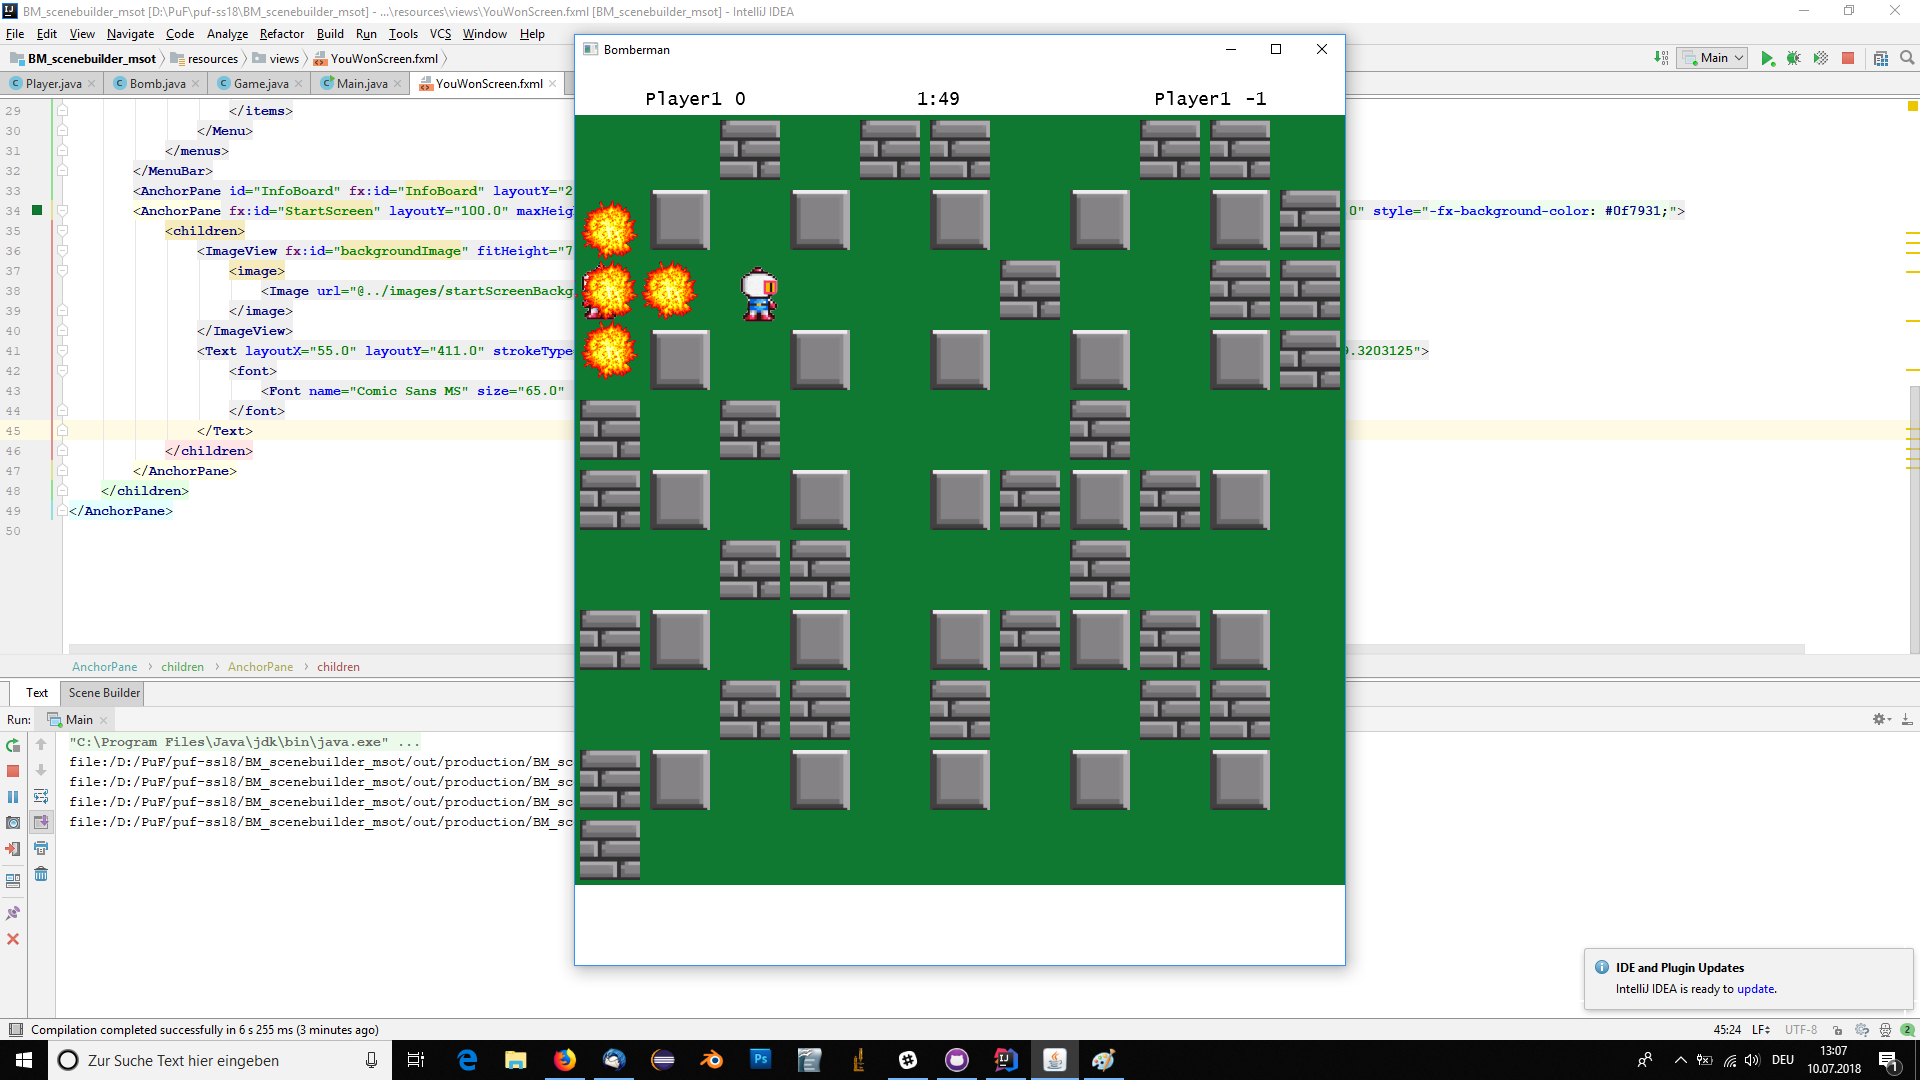 BM_scenebuilder_msot [D:\PuF\puf-ss18\BM_scenebuilder_msot] - ...\resources\views\YouWonScreen.fxml [BM_scenebuilder_msot] - IntelliJ IDEA
File Edit View Navigate Code Analyze Refactor Build Run Tools VCS Window Help
BM_scenebuilder_msot resources views YouWonScreen.fxml
Main
Player.java Bomb.java Game.java Main.java YouWonScreen.fxml
Bomberman
Player1 0 1:49 Player1 -1
29 </items>
30 </Menu>
31 </menus>
32 </MenuBar>
33 <AnchorPane id="InfoBoard" fx:id="InfoBoard" layoutY="2
34 <AnchorPane fx:id="StartScreen" layoutY="100.0" maxHeig 0" style="-fx-background-color: #0f7931;">
35 <children>
36 <ImageView fx:id="backgroundImage" fitHeight="7
37 <image>
38 <Image url="@../images/startScreenBackg
39 </image>
40 </ImageView>
41 <Text layoutX="55.0" layoutY="411.0" strokeType 9.3203125">
42 <font>
43 <Font name="Comic Sans MS" size="65.0"
44 </font>
45 </Text>
46 </children>
47 </AnchorPane>
48 </children>
49 </AnchorPane>
50
AnchorPane children AnchorPane children
Text Scene Builder
Run: Main
"C:\Program Files\Java\jdk\bin\java.exe" ...
file:/D:/PuF/puf-ss18/BM_scenebuilder_msot/out/production/BM_sc
file:/D:/PuF/puf-ss18/BM_scenebuilder_msot/out/production/BM_sc
file:/D:/PuF/puf-ss18/BM_scenebuilder_msot/out/production/BM_sc
file:/D:/PuF/puf-ss18/BM_scenebuilder_msot/out/production/BM_sc
IDE and Plugin Updates
IntelliJ IDEA is ready to update.
Compilation completed successfully in 6 s 255 ms (3 minutes ago)
45:24 LF UTF-8 2
Zur Suche Text hier eingeben
Ps
DEU
13:07
10.07.2018
1